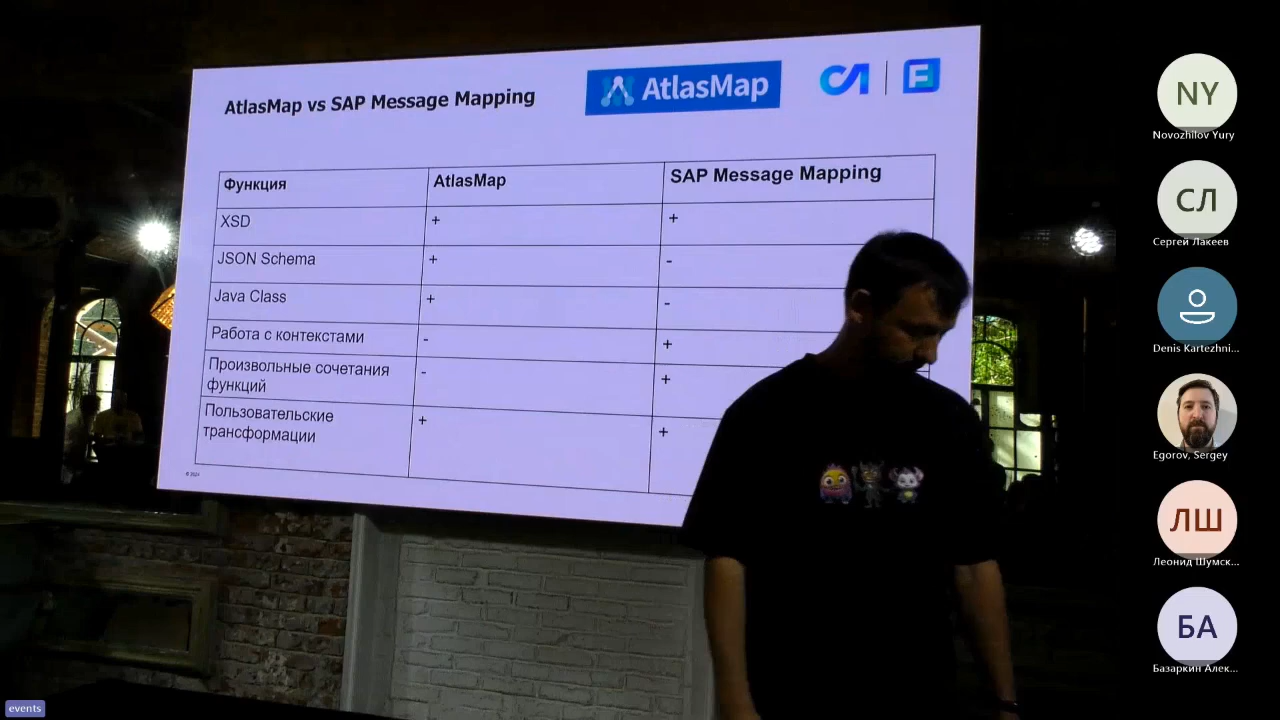 AtlasMap vs SAP Message Mapping
AtlasMap
Функция
AtlasMap
SAP Message Mapping
XSD
+
+
JSON Schema
+
-
Java Class
+
-
Работа с контекстами
-
+
Произвольные сочетания
функций
-
+
Пользовательские
трансформации
+
+
© 2024
NY
Novozhilov Yury
СЛ
Сергей Лакеев
Denis Kartezhni...
Egorov, Sergey
ЛШ
Леонид Шумск...
БА
Базаркин Алек...
events